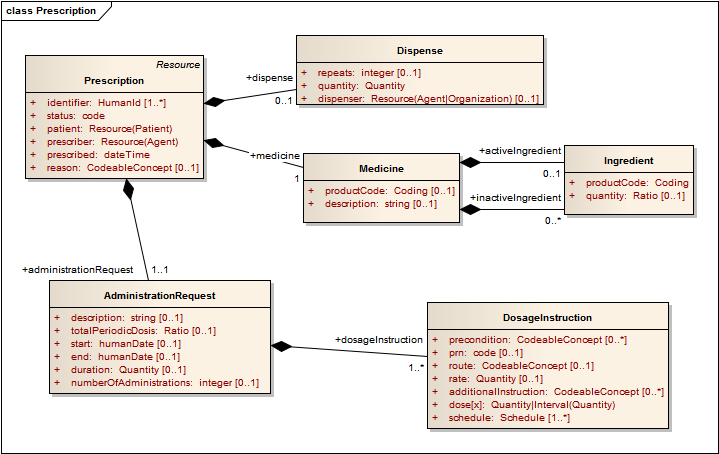 class Prescription
Resource
Prescription
+ identifier: HumanId [1..*]
+ status: code
+ patient: Resource(Patient)
+ prescriber: Resource(Agent)
+ prescribed: dateTime
+ reason: CodeableConcept [0..1]
+dispense
0..1
Dispense
+ repeats: integer [0..1]
+ quantity: Quantity
+ dispenser: Resource(Agent|Organization) [0..1]
+medicine
1
Medicine
+ productCode: Coding [0..1]
+ description: string [0..1]
+activeIngredient
0..1
+inactiveIngredient
0..*
Ingredient
+ productCode: Coding
+ quantity: Ratio [0..1]
+administrationRequest
1..1
AdministrationRequest
+ description: string [0..1]
+ totalPeriodicDosis: Ratio [0..1]
+ start: humanDate [0..1]
+ end: humanDate [0..1]
+ duration: Quantity [0..1]
+ numberOfAdministrations: integer [0..1]
+dosageInstruction
1..*
DosageInstruction
+ precondition: CodeableConcept [0..*]
+ prn: code [0..1]
+ route: CodeableConcept [0..1]
+ rate: Quantity [0..1]
+ additionalInstruction: CodeableConcept [0..*]
+ dose[x]: Quantity|Interval(Quantity)
+ schedule: Schedule [1..*]